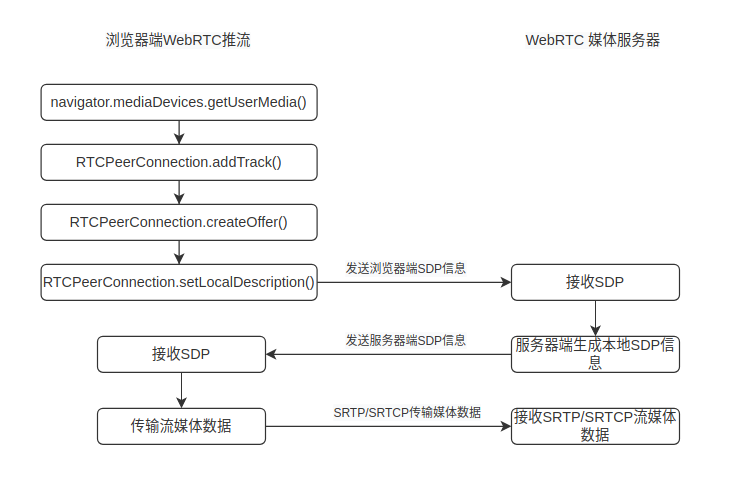 浏览器端WebRTC推流
WebRTC 媒体服务器
navigator.mediaDevices.getUserMedia()
RTCPeerConnection.addTrack()
RTCPeerConnection.createOffer()
RTCPeerConnection.setLocalDescription()
发送浏览器端SDP信息
接收SDP
接收SDP
发送服务器端SDP信息
服务器端生成本地SDP信
息
传输流媒体数据
SRTP/SRTCP传输媒体数据
接收SRTP/SRTCP流媒体
数据